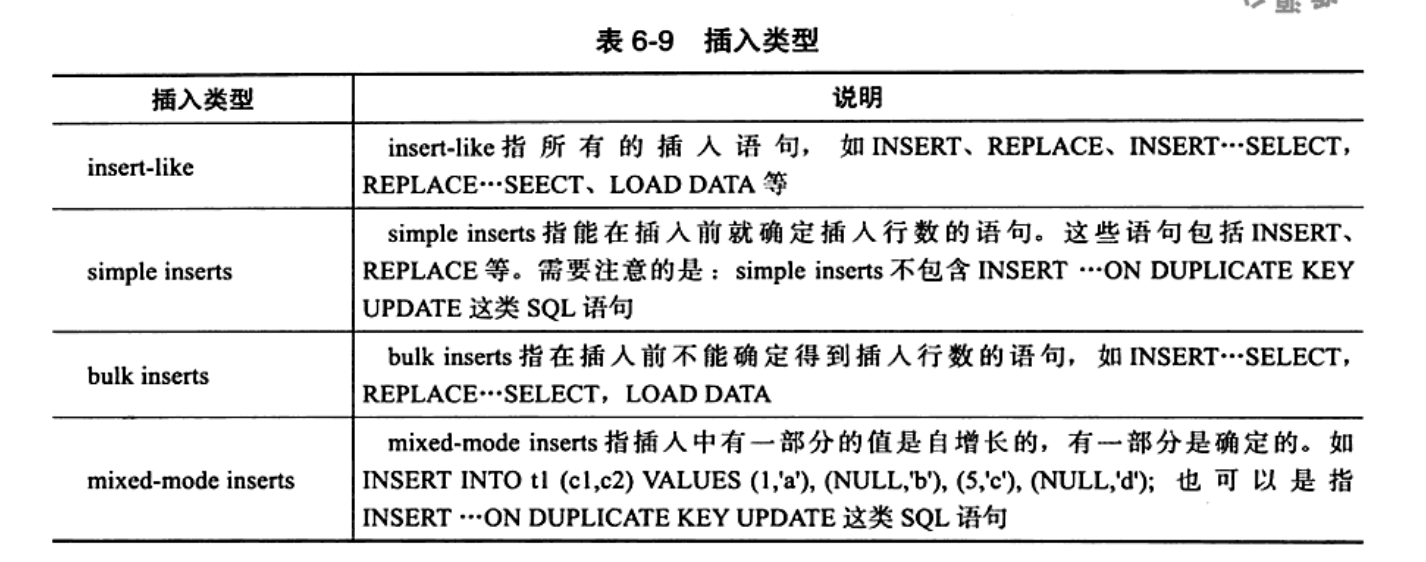 表 6-9 插入类型
插入类型 说明
insert-like
insert-like 指所有的插入语句, 如 INSERT、REPLACE、INSERT…SELECT,
REPLACE…SEECT、LOAD DATA 等
simple inserts
simple inserts 指能在插入前就确定插入行数的语句。这些语句包括 INSERT、
REPLACE 等。需要注意的是：simple inserts 不包含 INSERT …ON DUPLICATE KEY
UPDATE 这类 SQL 语句
bulk inserts
bulk inserts 指在插入前不能确定得到插入行数的语句, 如 INSERT…SELECT,
REPLACE…SELECT, LOAD DATA
mixed-mode inserts
mixed-mode inserts 指插入中有一部分的值是自增长的, 有一部分是确定的。如
INSERT INTO t1 (c1,c2) VALUES (1,'a'), (NULL,'b'), (5,'c'), (NULL,'d'); 也可以是指
INSERT …ON DUPLICATE KEY UPDATE 这类 SQL 语句